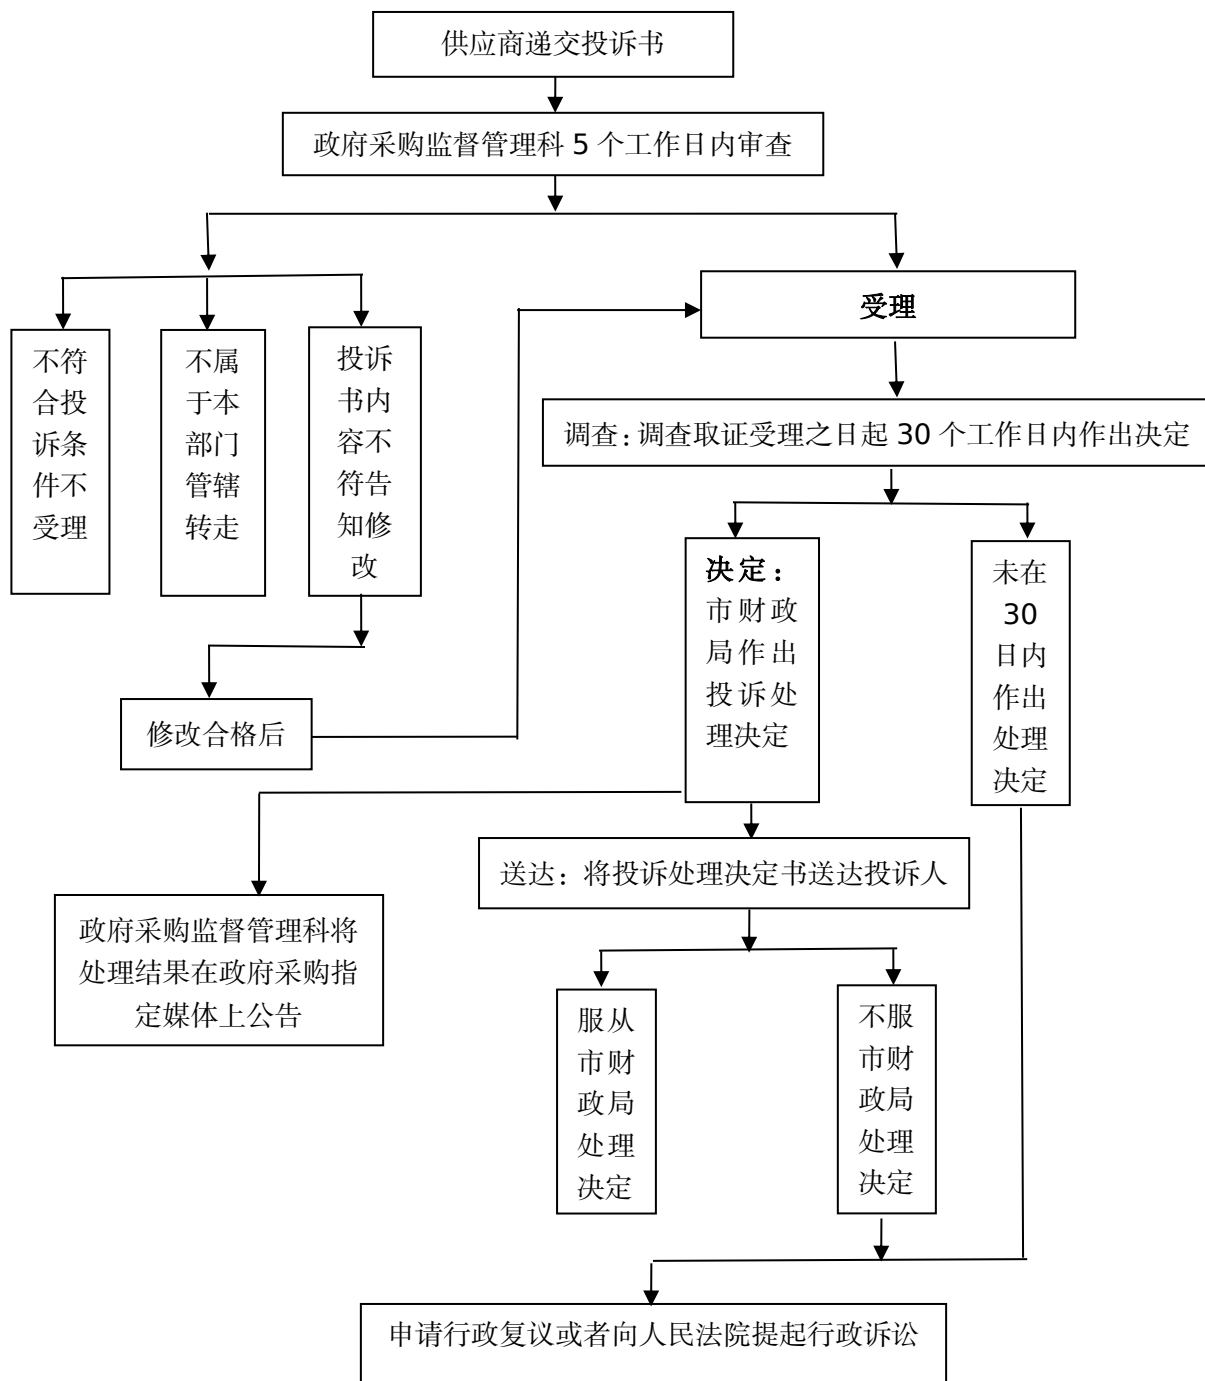 供应商递交投诉书
政府采购监督管理科 5 个工作日内审查
受理
不符
合投
诉条
件不
受理
不属
于本
部门
管辖
转走
投诉
书内
容不
符告
知修
改
调查：调查取证受理之日起 30 个工作日内作出决定
决定：
市财政
局作出
投诉处
理决定
未在
30
日内
作出
处理
决定
修改合格后
送达：将投诉处理决定书送达投诉人
政府采购监督管理科将
处理结果在政府采购指
定媒体上公告
服从
市财
政局
处理
决定
不服
市财
政局
处理
决定
申请行政复议或者向人民法院提起行政诉讼